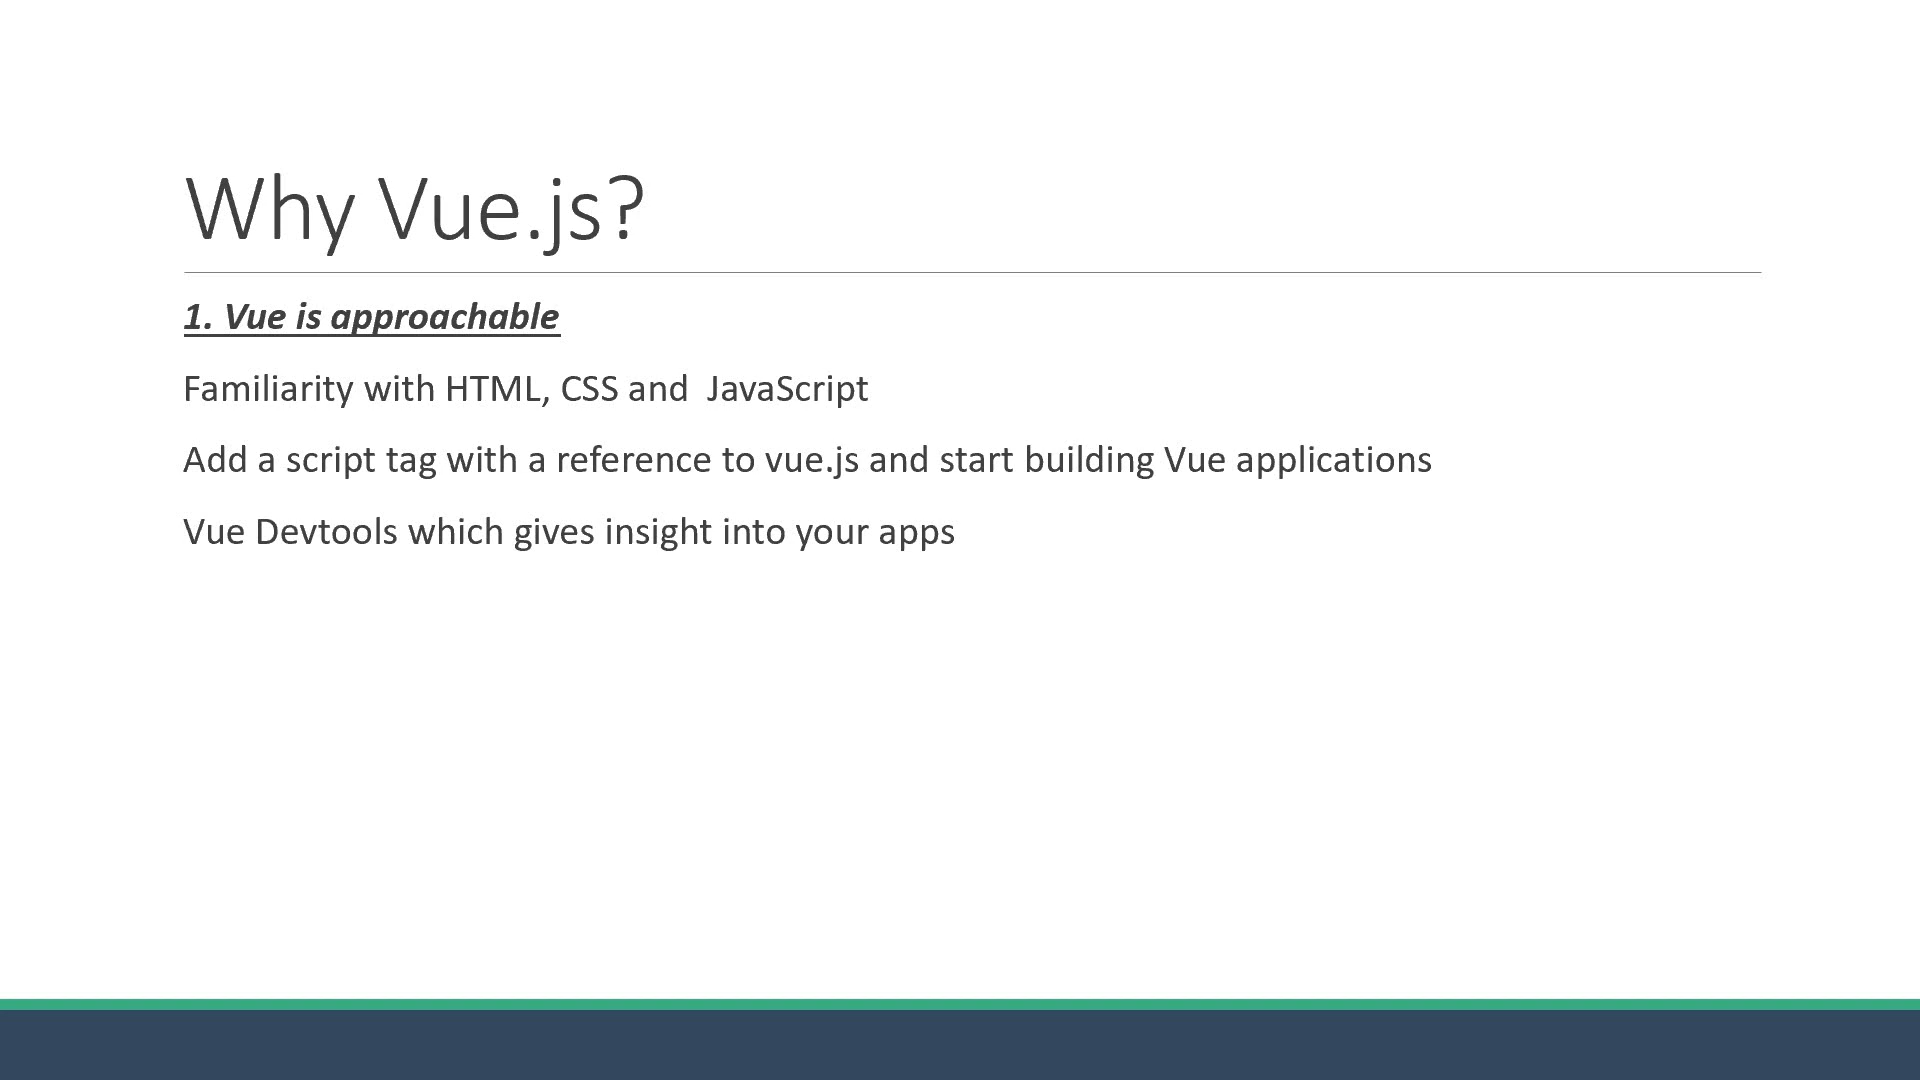 Why Vue.js?
1. Vue is approachable
Familiarity with HTML, CSS and  JavaScript
Add a script tag with a reference to vue.js and start building Vue applications
Vue Devtools which gives insight into your apps